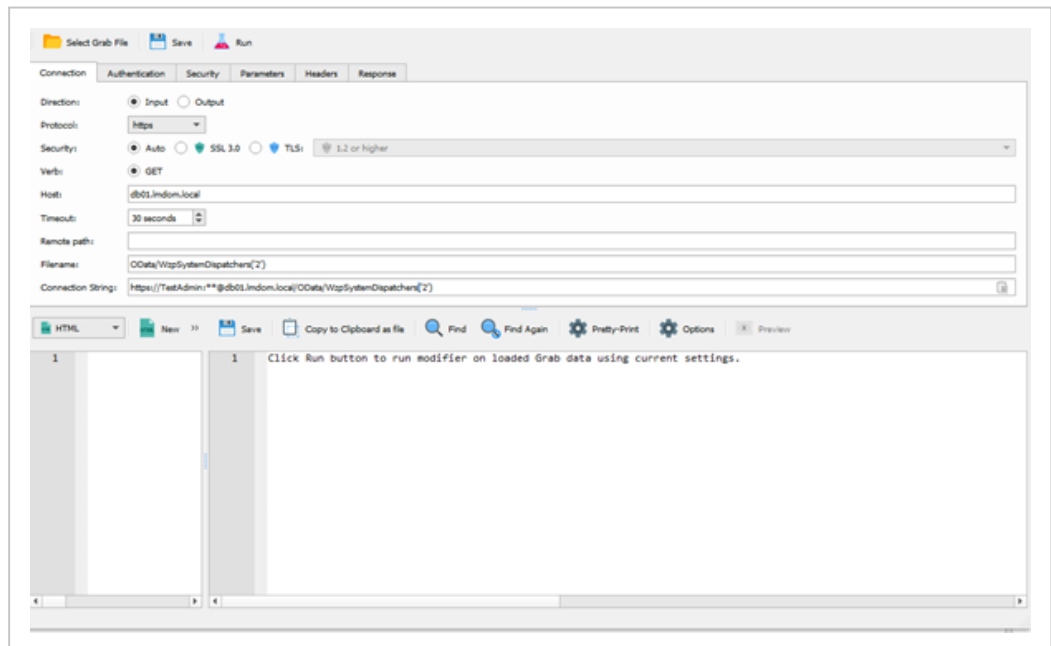 Select Grab File Save Run
Connection Authentication Security Parameters Headers Response
Direction: Input Output
Protocol: https
Security: Auto SSL 3.0 TLS: 1.2 or higher
Verb: GET
Host: db01.lmdom.local
Timeout: 30 seconds
Remote path:
Filename: OData/WzpSystemDispatchers('2')
Connection String: https://TestAdmin:**@db01.lmdom.local/OData/WzpSystemDispatchers('2')
HTML New » Save Copy to Clipboard as file Find Find Again Pretty-Print Options Preview
1 1 Click Run button to run modifier on loaded Grab data using current settings.